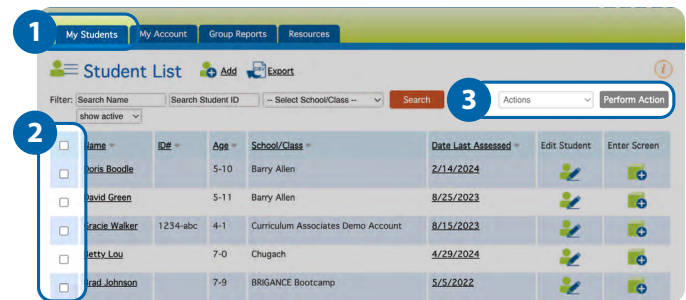 1
My Students My Account Group Reports Resources
Student List Add CSV Export i
Filter: Search Name Search Student ID -- Select School/Class -- Search 3 Actions Perform Action
show active
2
Name ID# Age School/Class Date Last Assessed Edit Student Enter Screen
Doris Boodle 5-10 Barry Allen 2/14/2024
David Green 5-11 Barry Allen 8/25/2023
Gracie Walker 1234-abc 4-1 Curriculum Associates Demo Account 8/15/2023
Betty Lou 7-0 Chugach 4/29/2024
Brad Johnson 7-9 BRIGANCE Bootcamp 5/5/2022